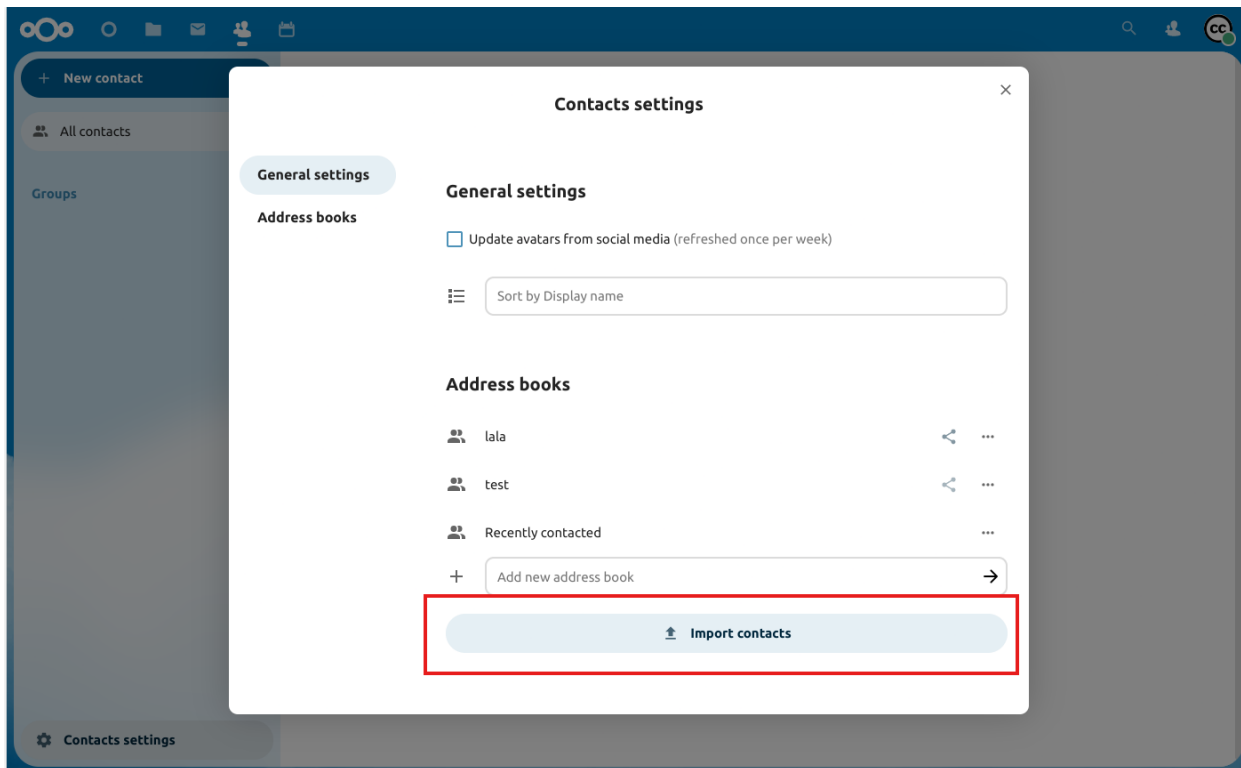 CC
New contact
All contacts
Groups
Contacts settings
Contacts settings
General settings
Address books
General settings
Update avatars from social media (refreshed once per week)
Sort by Display name
Address books
lala
test
Recently contacted
Add new address book
Import contacts